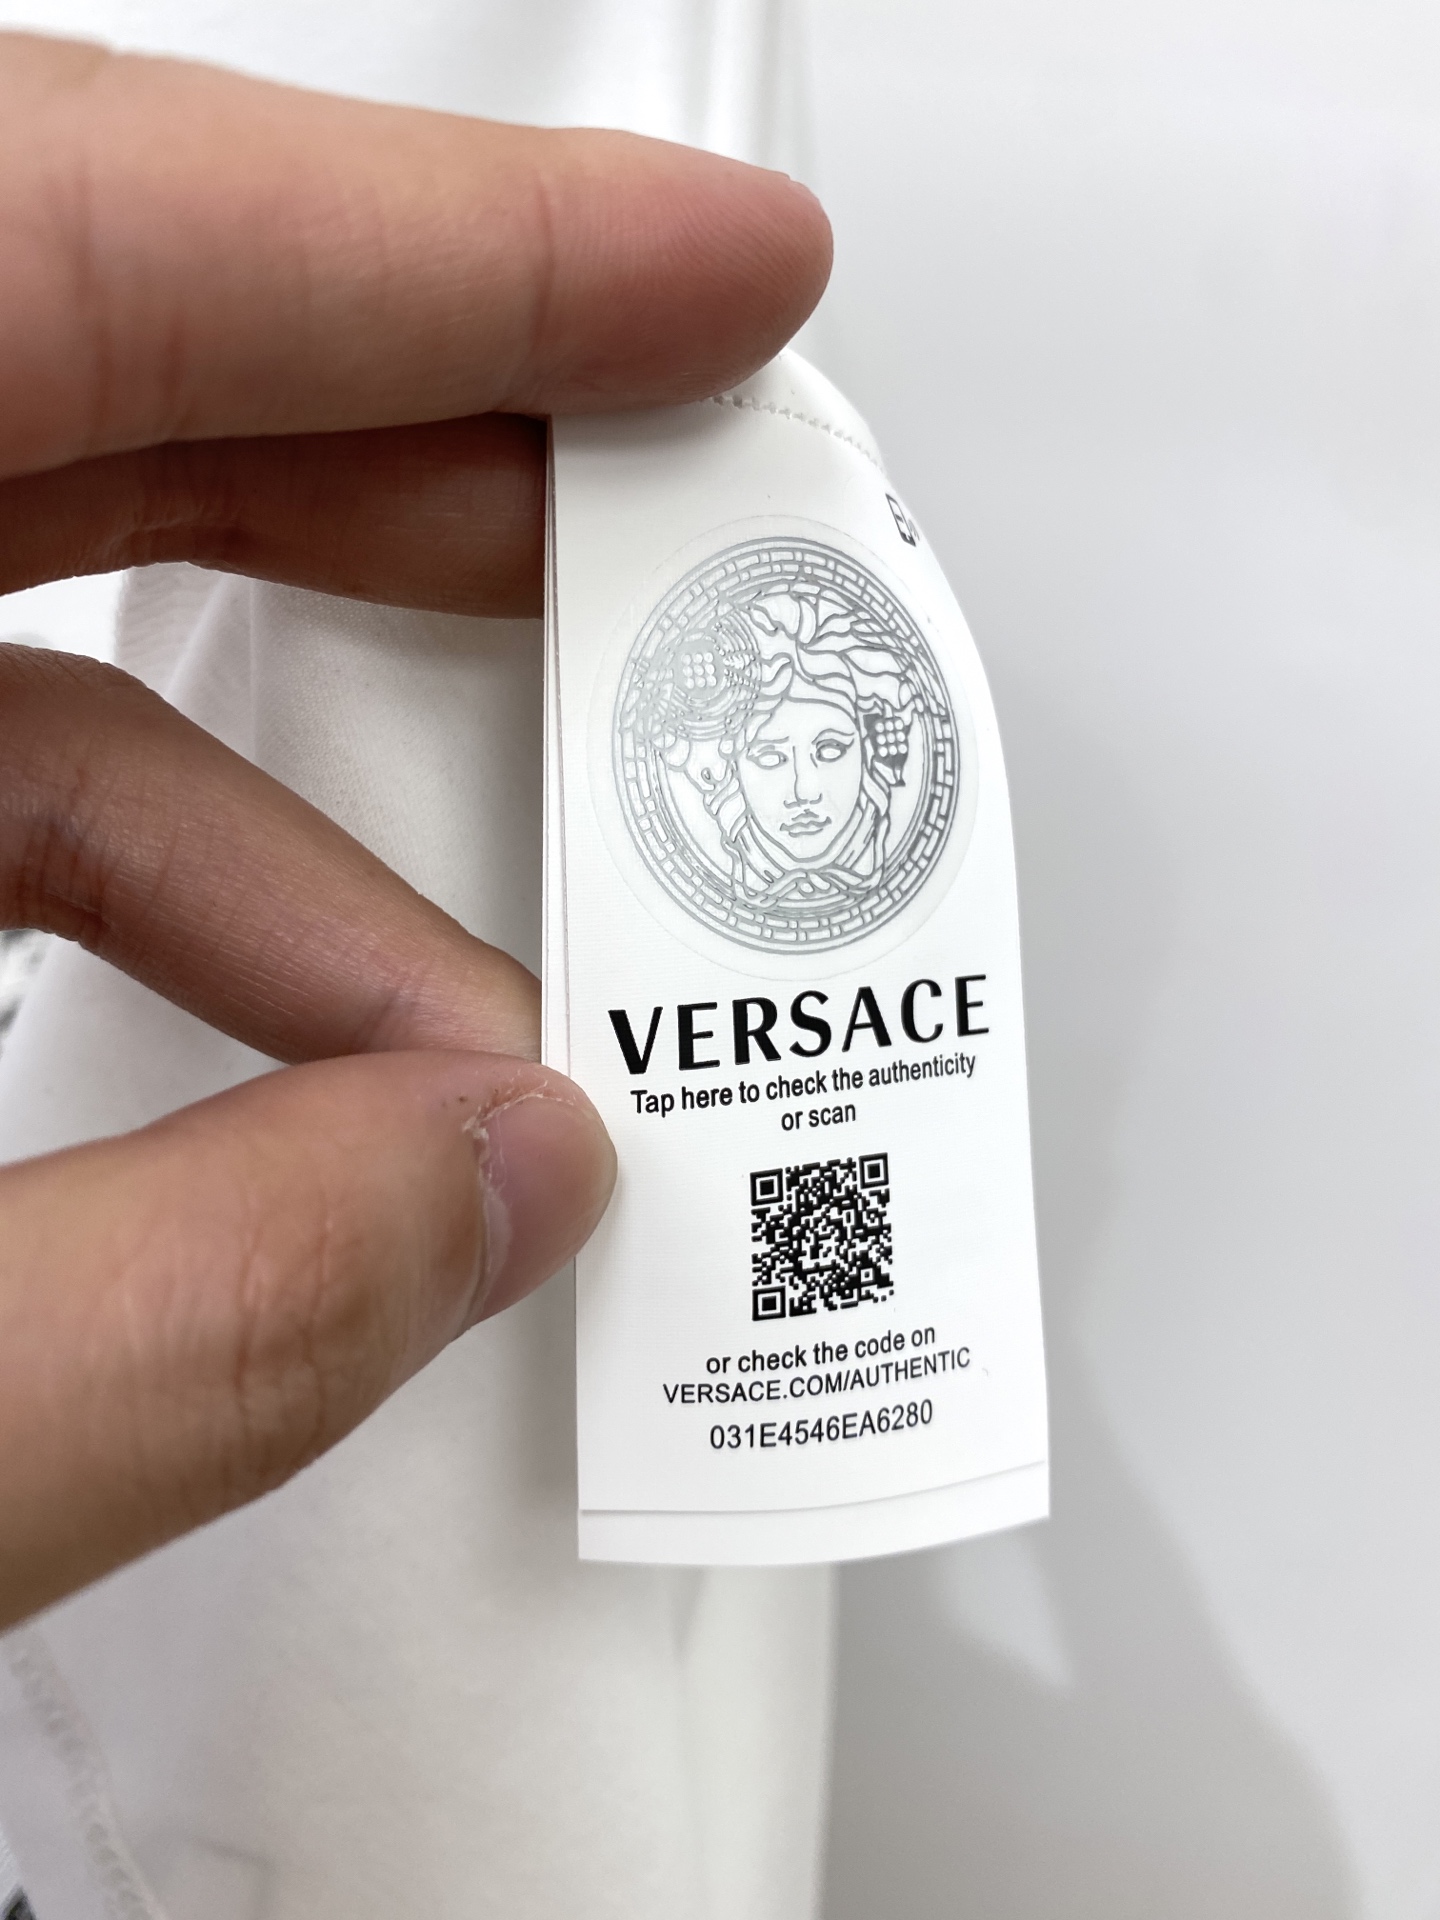 VERSACE
Tap here to check the authenticity
or scan
or check the code on
VERSACE.COM/AUTHENTIC
031E4546EA6280